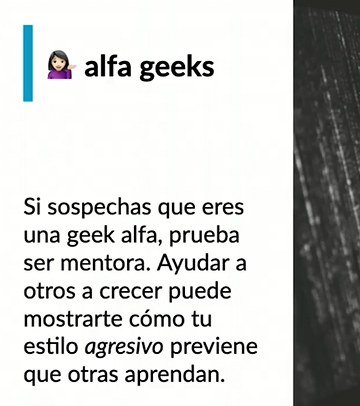 💁🏻‍♀️ alfa geeks
Si sospechas que eres
una geek alfa, prueba
ser mentora. Ayudar a
otros a crecer puede
mostrarte cómo tu
estilo agresivo previene
que otras aprendan.